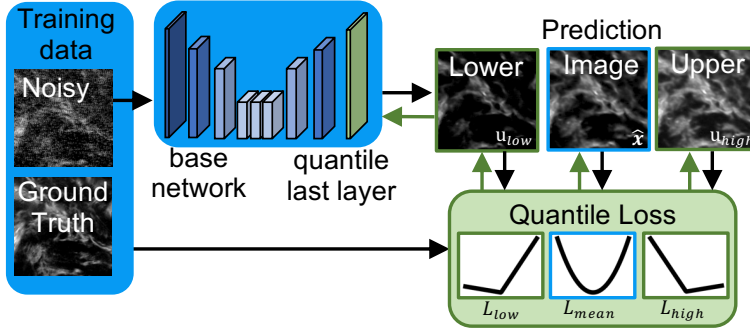 Training
data
Noisy
Ground
Truth
base
network
quantile
last layer
Prediction
Lower
u_low
Image
x̂
Upper
u_high
Quantile Loss
L_low
L_mean
L_high